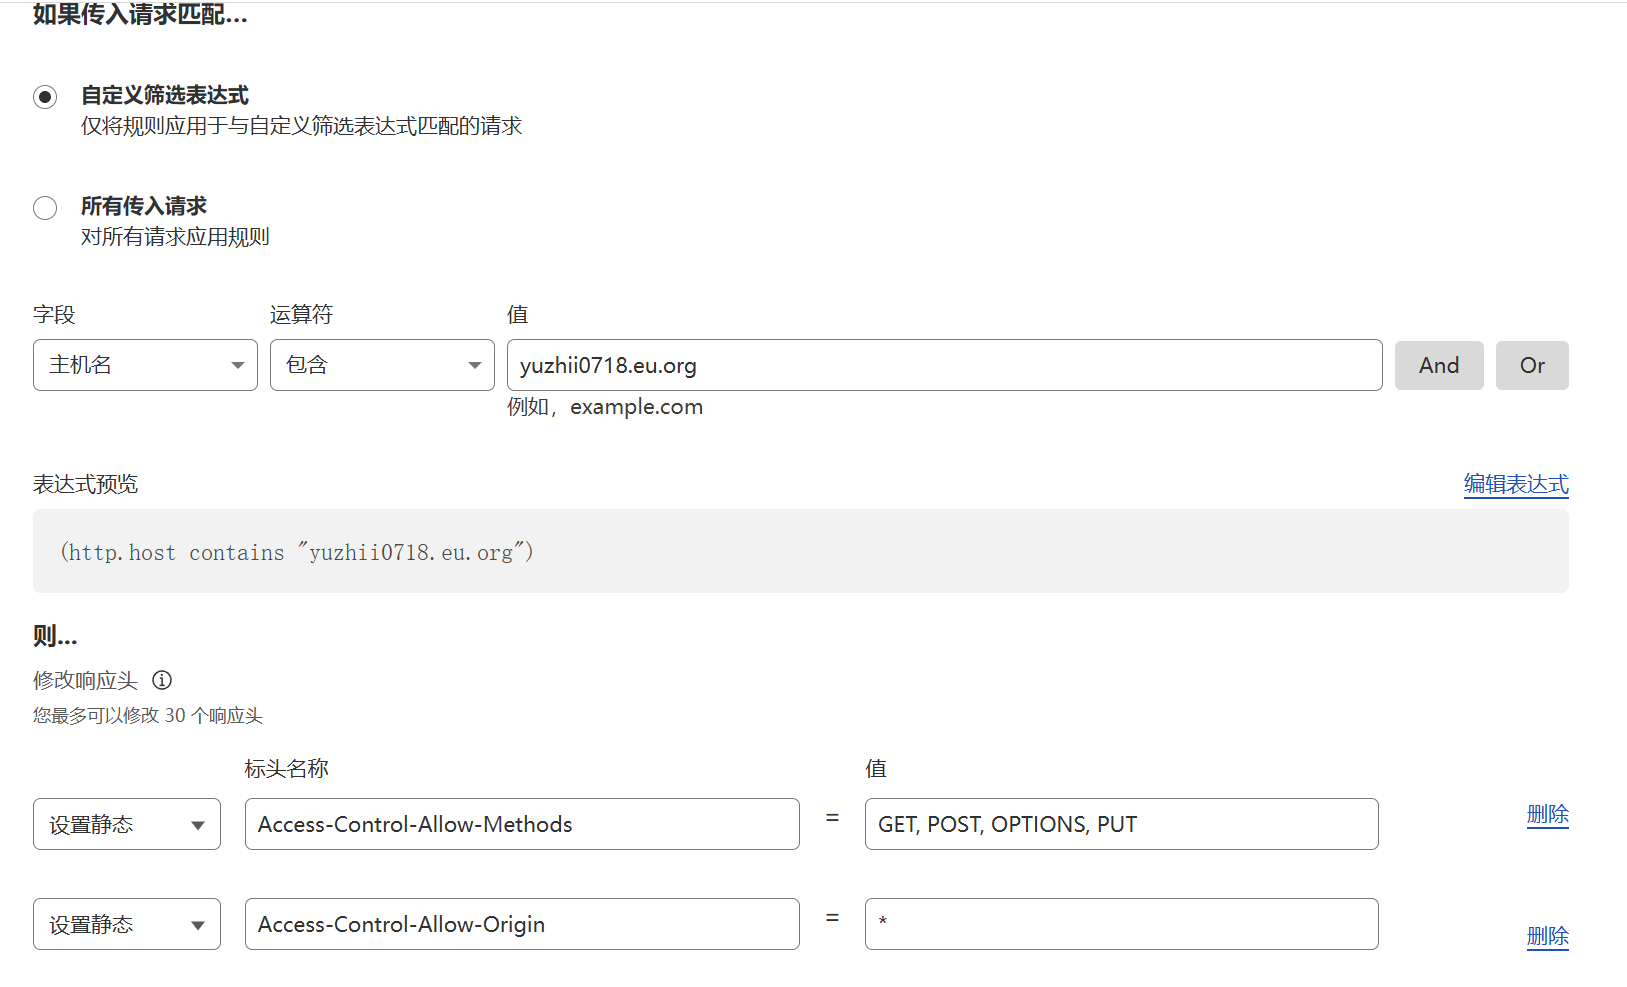 如果传入请求匹配...
自定义筛选表达式
仅将规则应用于与自定义筛选表达式匹配的请求
所有传入请求
对所有请求应用规则
字段 运算符 值
主机名 包含 yuzhii0718.eu.org And Or
例如，example.com
表达式预览 编辑表达式
(http.host contains "yuzhii0718.eu.org")
则...
修改响应头
您最多可以修改 30 个响应头
标头名称 值
设置静态 Access-Control-Allow-Methods = GET, POST, OPTIONS, PUT 删除
设置静态 Access-Control-Allow-Origin = * 删除